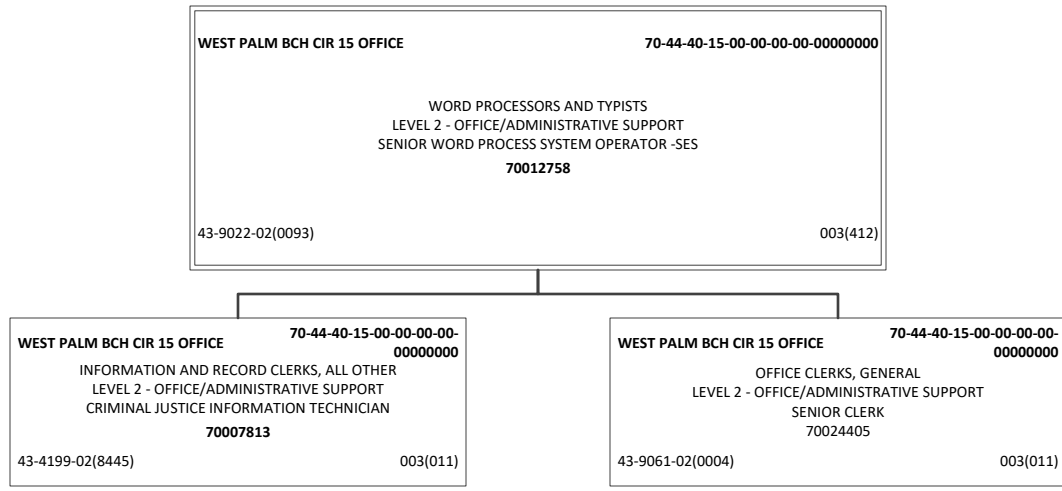 WEST PALM BCH CIR 15 OFFICE 70-44-40-15-00-00-00-00-00000000
WORD PROCESSORS AND TYPISTS
LEVEL 2 - OFFICE/ADMINISTRATIVE SUPPORT
SENIOR WORD PROCESS SYSTEM OPERATOR -SES
70012758
43-9022-02(0093) 003(412)
WEST PALM BCH CIR 15 OFFICE 70-44-40-15-00-00-00-00-
00000000
INFORMATION AND RECORD CLERKS, ALL OTHER
LEVEL 2 - OFFICE/ADMINISTRATIVE SUPPORT
CRIMINAL JUSTICE INFORMATION TECHNICIAN
70007813
43-4199-02(8445) 003(011)
WEST PALM BCH CIR 15 OFFICE 70-44-40-15-00-00-00-00-
00000000
OFFICE CLERKS, GENERAL
LEVEL 2 - OFFICE/ADMINISTRATIVE SUPPORT
SENIOR CLERK
70024405
43-9061-02(0004) 003(011)